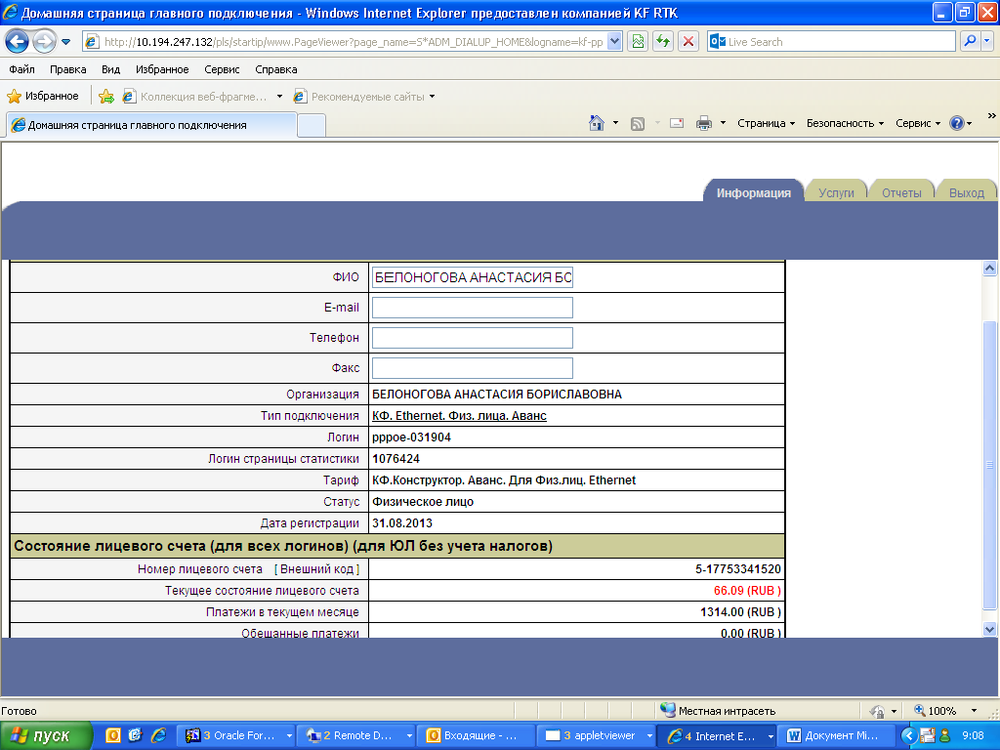 Домашняя страница главного подключения - Windows Internet Explorer предоставлен компанией KF RTK
http://10.194.247.132/pls/startip/www.PageViewer?page_name=S*ADM_DIALUP_HOME&logname=kf-pp
Live Search
Файл Правка Вид Избранное Сервис Справка
Избранное Коллекция веб-фрагме... Рекомендуемые сайты
Домашняя страница главного подключения
Страница Безопасность Сервис
Информация Услуги Отчеты Выход
ФИО БЕЛОНОГОВА АНАСТАСИЯ БО
E-mail
Телефон
Факс
Организация БЕЛОНОГОВА АНАСТАСИЯ БОРИСЛАВОВНА
Тип подключения КФ. Ethernet. Физ. лица. Аванс
Логин pppoe-031904
Логин страницы статистики 1076424
Тариф КФ.Конструктор. Аванс. Для Физ.лиц. Ethernet
Статус Физическое лицо
Дата регистрации 31.08.2013
Состояние лицевого счета (для всех логинов) (для ЮЛ без учета налогов)
Номер лицевого счета [ Внешний код ] 5-17753341520
Текущее состояние лицевого счета 66.09 (RUB )
Платежи в текущем месяце 1314.00 (RUB )
Обещанные платежи 0.00 (RUB )
Готово Местная интрасеть 100%
пуск 3 Oracle For... 2 Remote D... Входящие - ... 3 appletviewer 4 Internet E... Документ Mi... 9:08